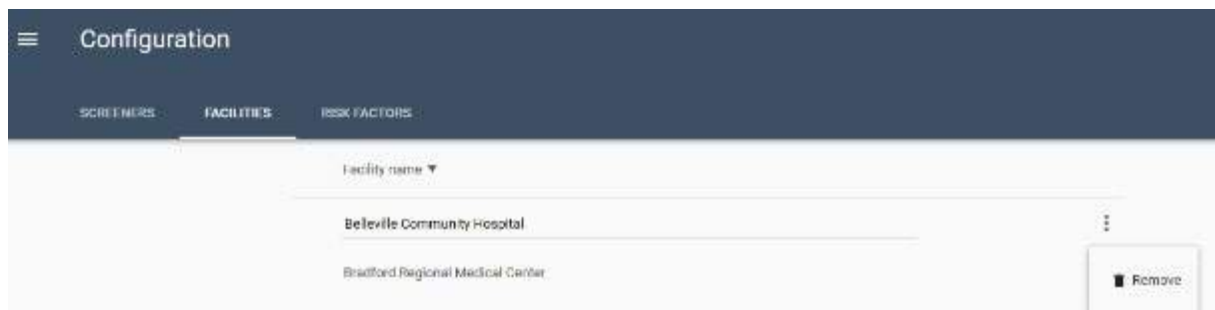 Configuration
SCREENERS FACILITIES RISK FACTORS
Facility name
Belleville Community Hospital
Bradford Regional Medical Center
Remove